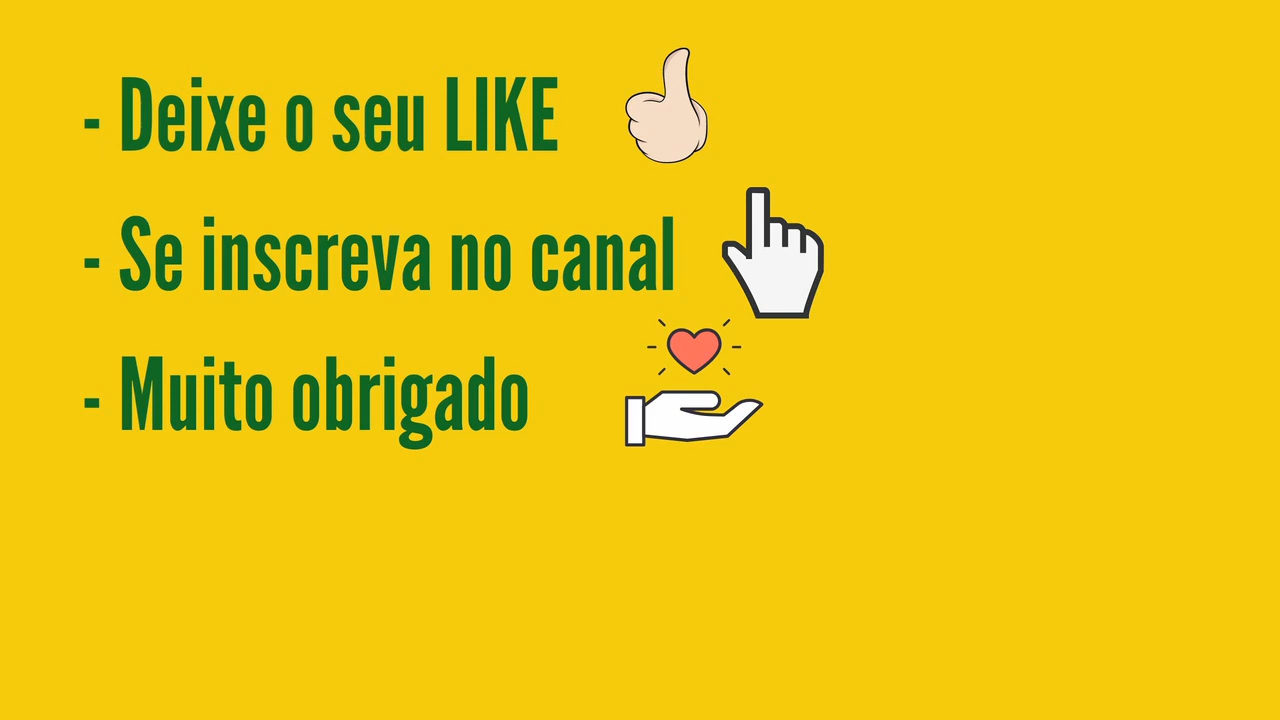 - Deixe o seu LIKE
- Se inscreva no canal
- Muito obrigado